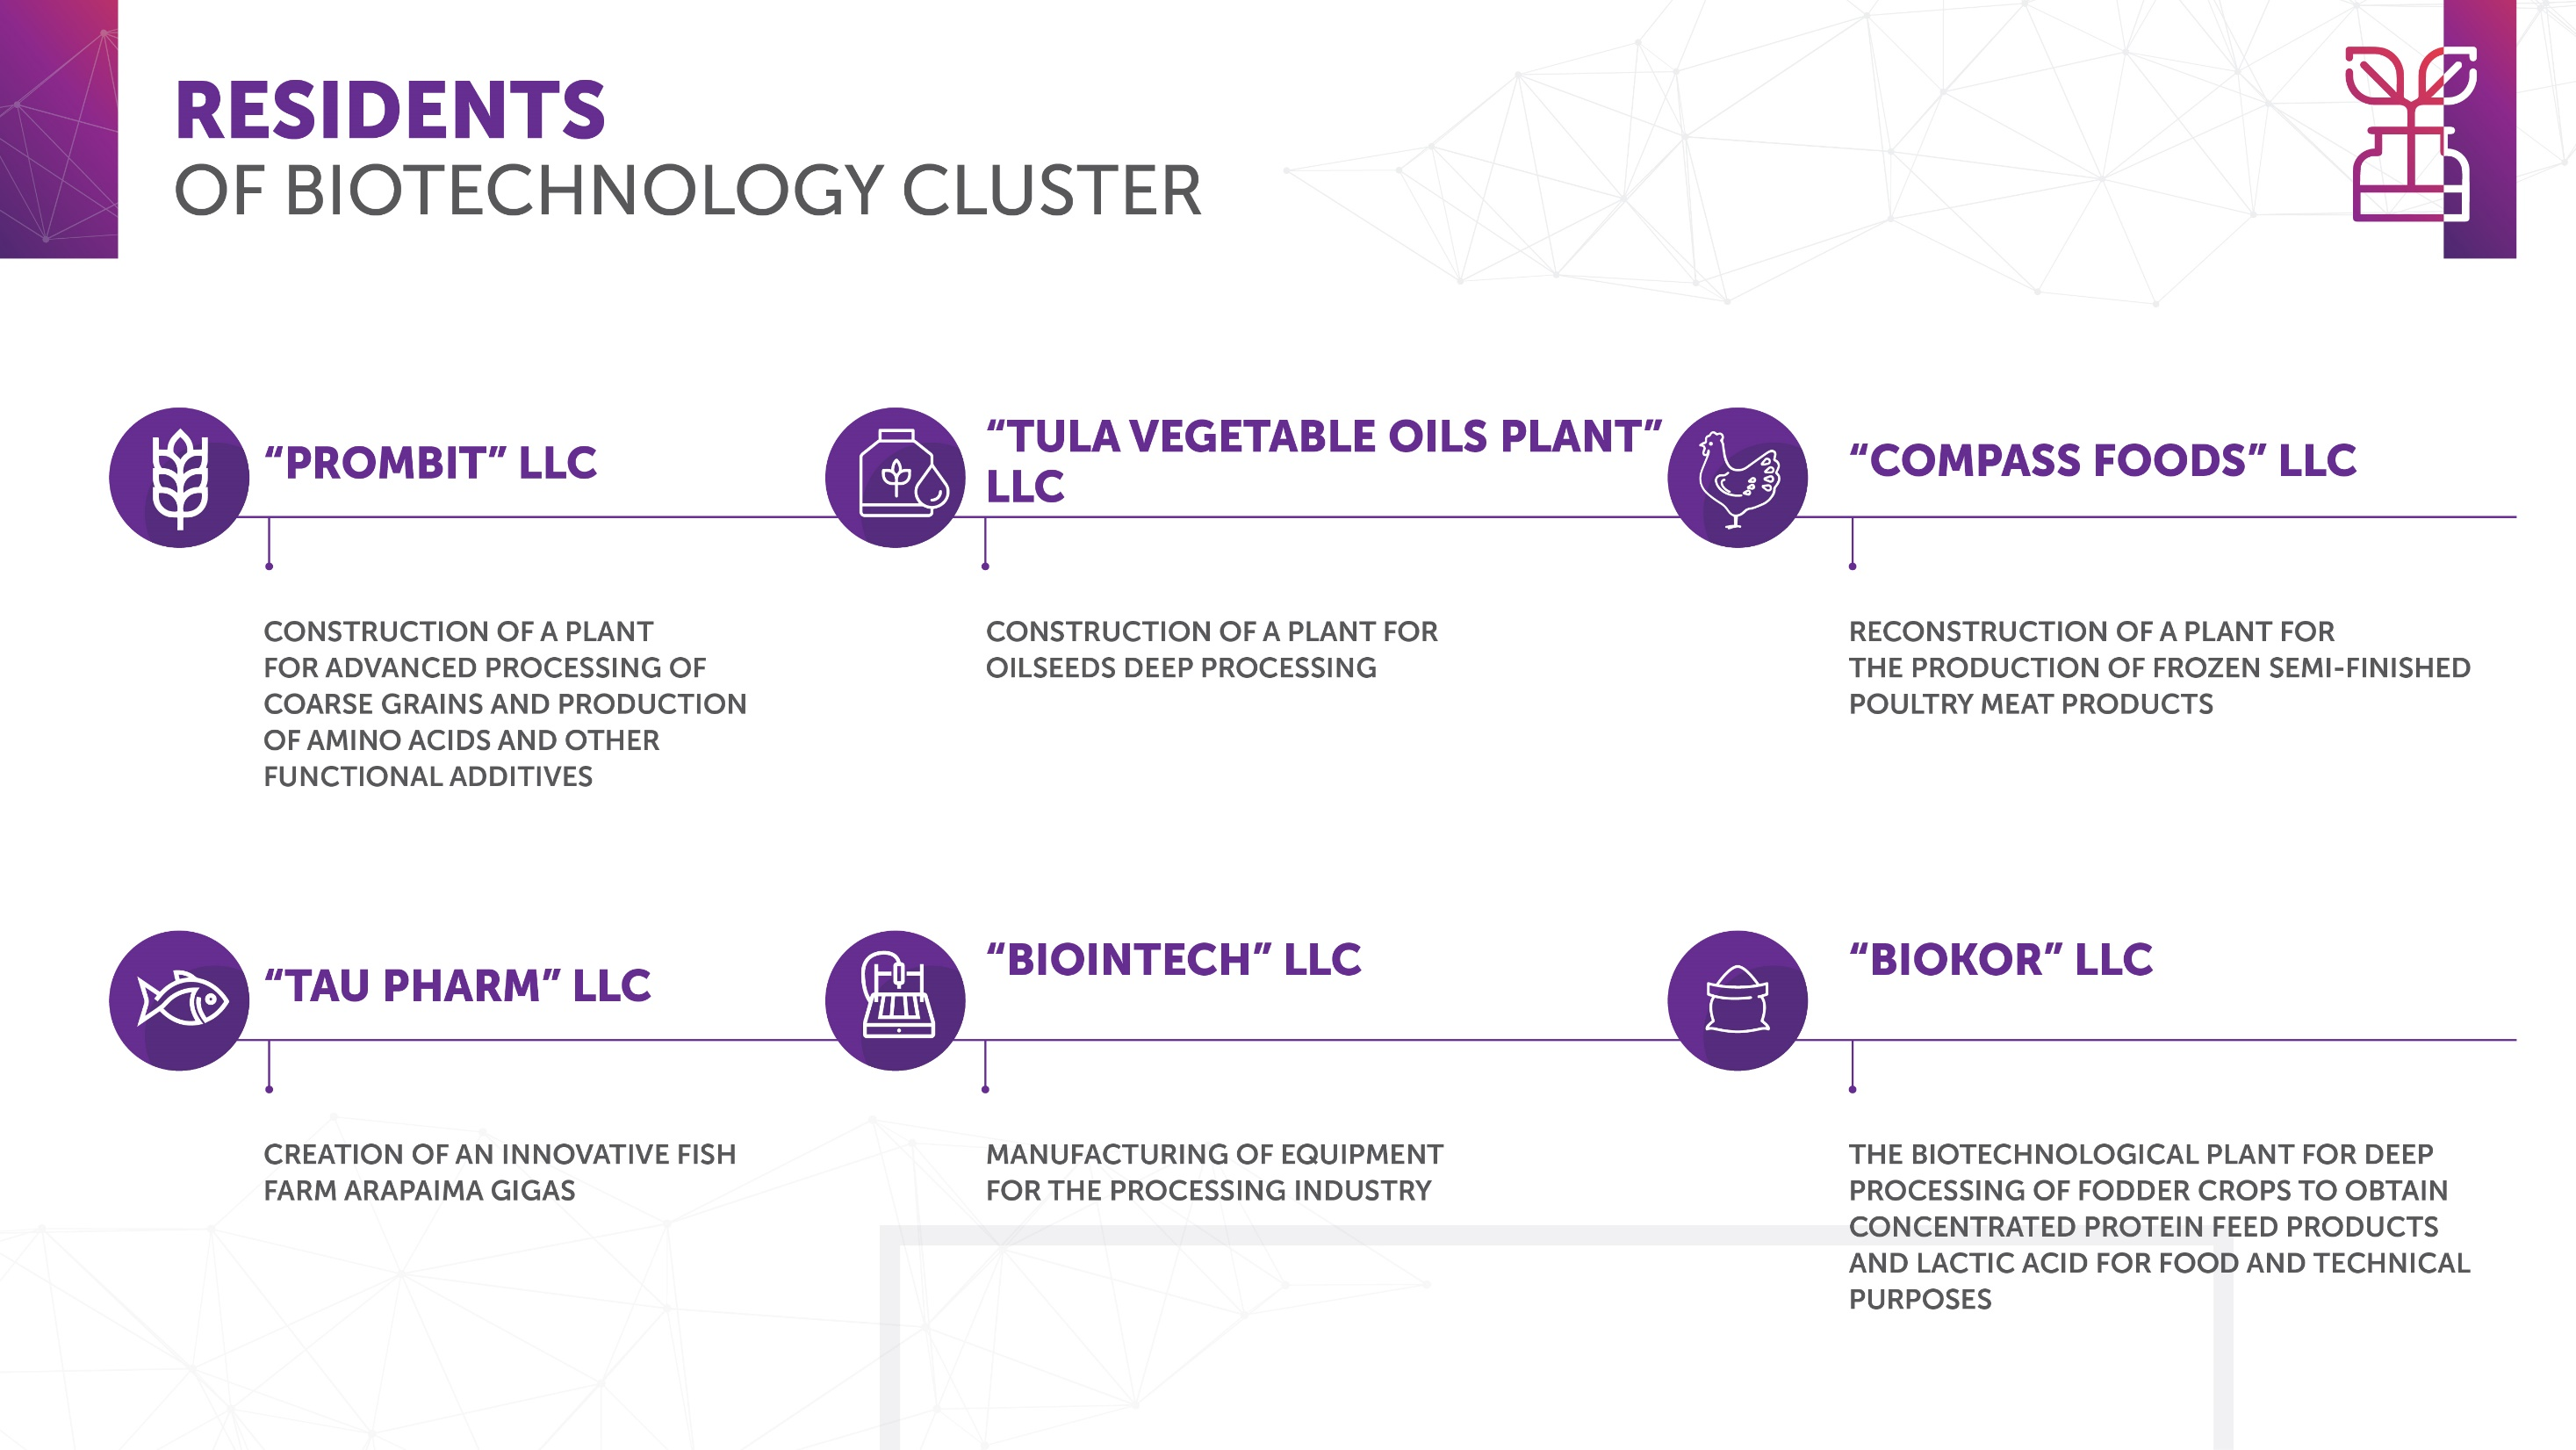 RESIDENTS
OF BIOTECHNOLOGY CLUSTER
“PROMBIT” LLC
CONSTRUCTION OF A PLANT
FOR ADVANCED PROCESSING OF
COARSE GRAINS AND PRODUCTION
OF AMINO ACIDS AND OTHER
FUNCTIONAL ADDITIVES
“TULA VEGETABLE OILS PLANT”
LLC
CONSTRUCTION OF A PLANT FOR
OILSEEDS DEEP PROCESSING
“COMPASS FOODS” LLC
RECONSTRUCTION OF A PLANT FOR
THE PRODUCTION OF FROZEN SEMI-FINISHED
POULTRY MEAT PRODUCTS
“TAU PHARM” LLC
CREATION OF AN INNOVATIVE FISH
FARM ARAPAIMA GIGAS
“BIOINTECH” LLC
MANUFACTURING OF EQUIPMENT
FOR THE PROCESSING INDUSTRY
“BIOKOR” LLC
THE BIOTECHNOLOGICAL PLANT FOR DEEP
PROCESSING OF FODDER CROPS TO OBTAIN
CONCENTRATED PROTEIN FEED PRODUCTS
AND LACTIC ACID FOR FOOD AND TECHNICAL
PURPOSES